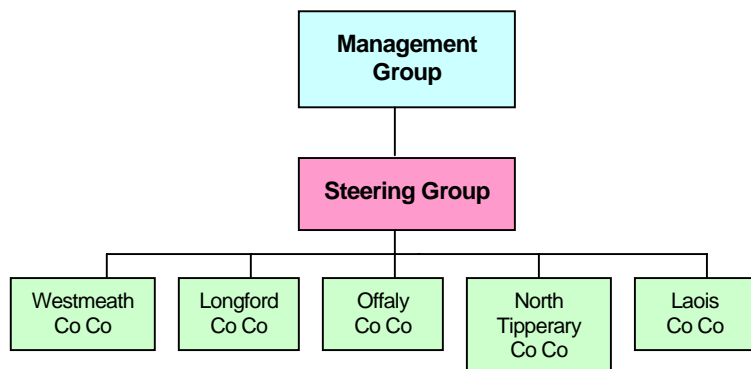 Management
Group
Steering Group
Westmeath
Co Co
Longford
Co Co
Offaly
Co Co
North
Tipperary
Co Co
Laois
Co Co